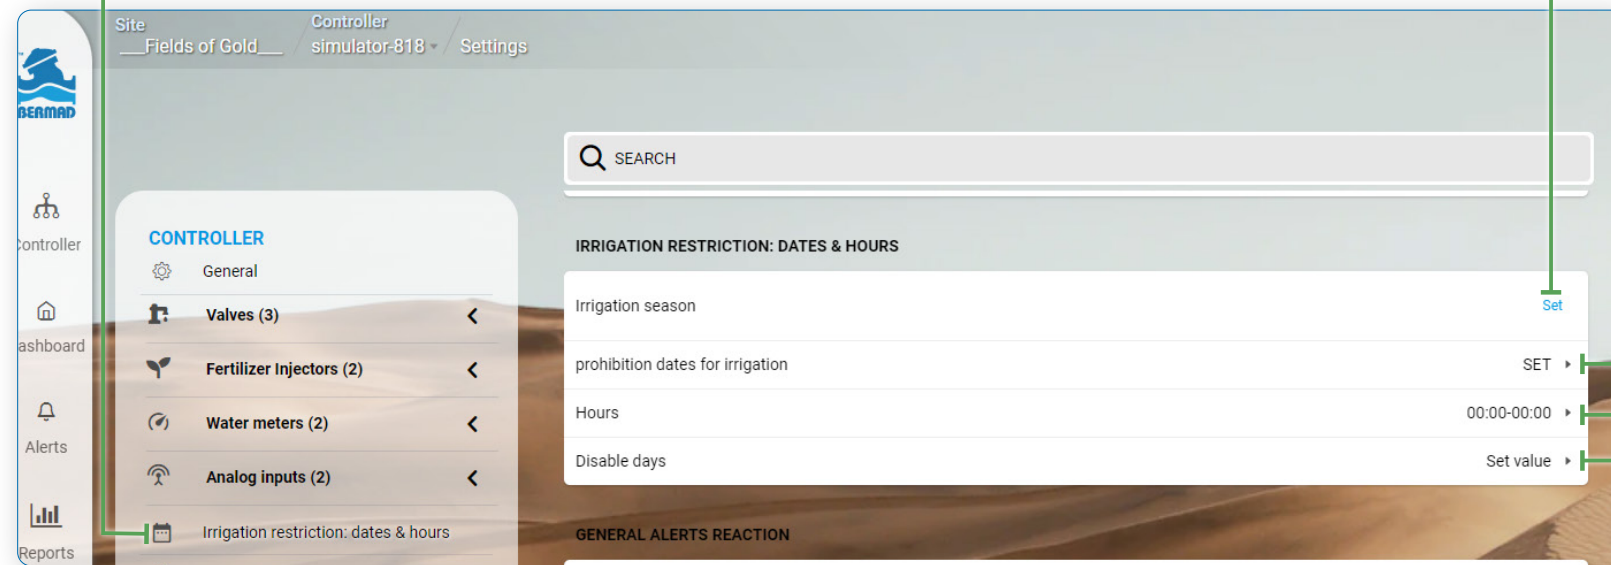 Site
___Fields of Gold___
Controller
simulator-818
Settings
BERMAD
SEARCH
Controller
Dashboard
Alerts
Reports
CONTROLLER
General
Valves (3)
Fertilizer Injectors (2)
Water meters (2)
Analog inputs (2)
Irrigation restriction: dates & hours
IRRIGATION RESTRICTION: DATES & HOURS
Irrigation season Set
prohibition dates for irrigation SET
Hours 00:00-00:00
Disable days Set value
GENERAL ALERTS REACTION